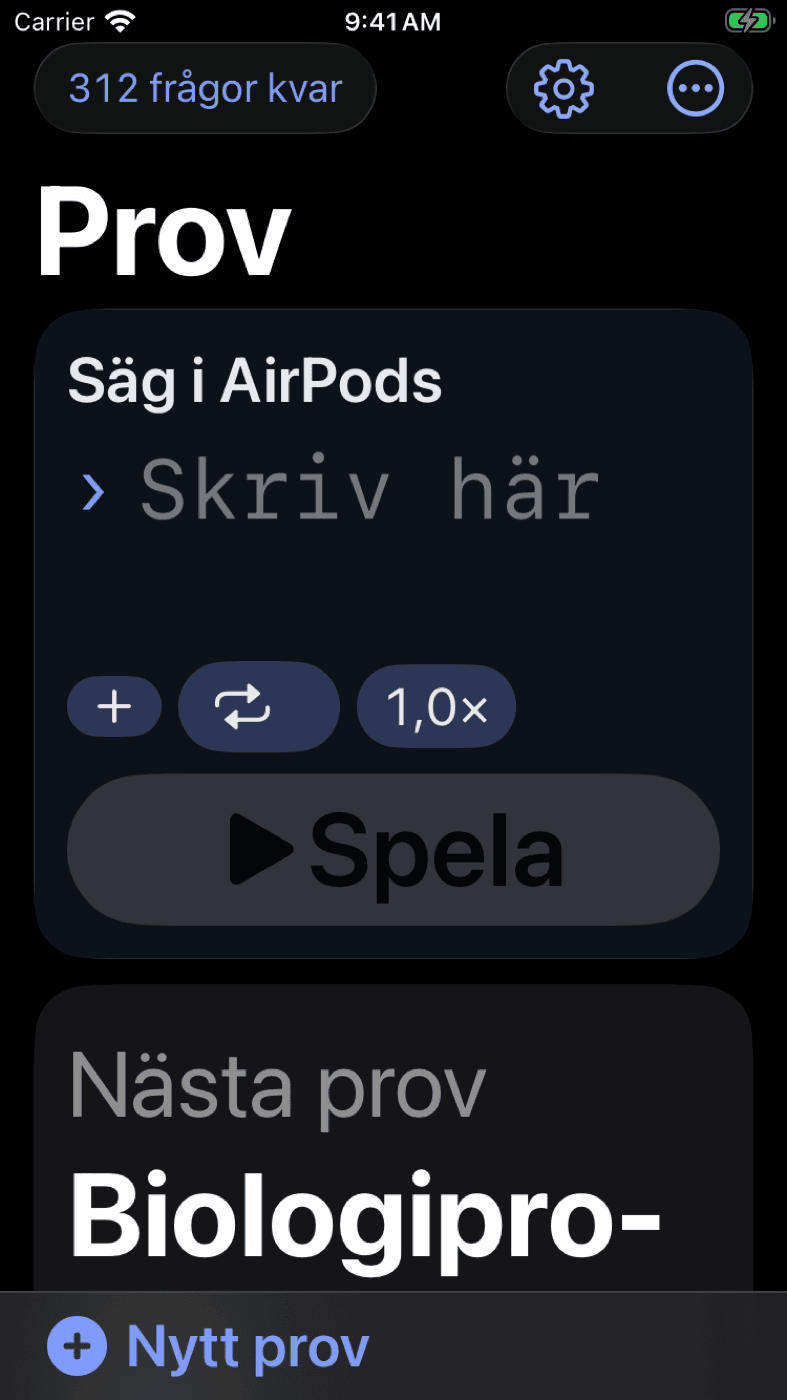 Carrier 9:41 AM
312 frågor kvar
Prov
Säg i AirPods
› Skriv här
1,0×
Spela
Nästa prov
Biologipro-
Nytt prov